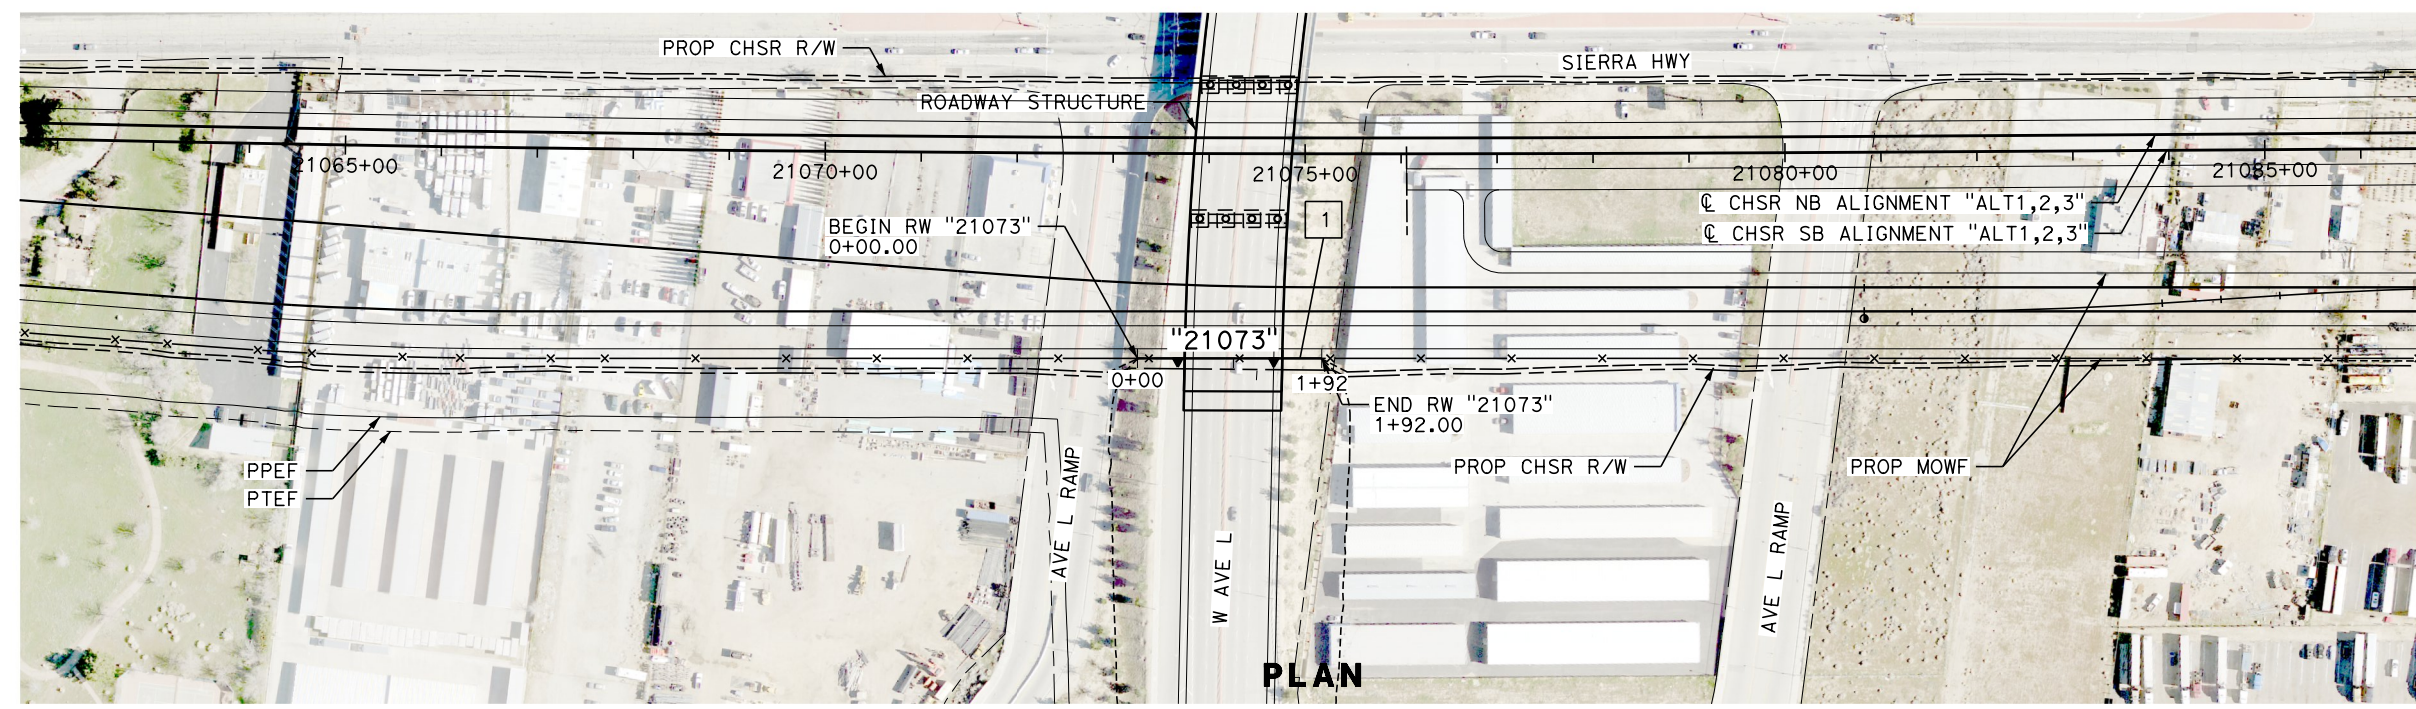 PROP CHSR R/W
SIERRA HWY
ROADWAY STRUCTURE
21065+00
21070+00
21075+00
21080+00
21085+00
℄ CHSR NB ALIGNMENT "ALT1,2,3"
℄ CHSR SB ALIGNMENT "ALT1,2,3"
BEGIN RW "21073"
0+00.00
1
"21073"
0+00
1+92
END RW "21073"
1+92.00
PPEF
PTEF
PROP CHSR R/W
PROP MOWF
AVE L RAMP
W AVE L
AVE L RAMP
PLAN